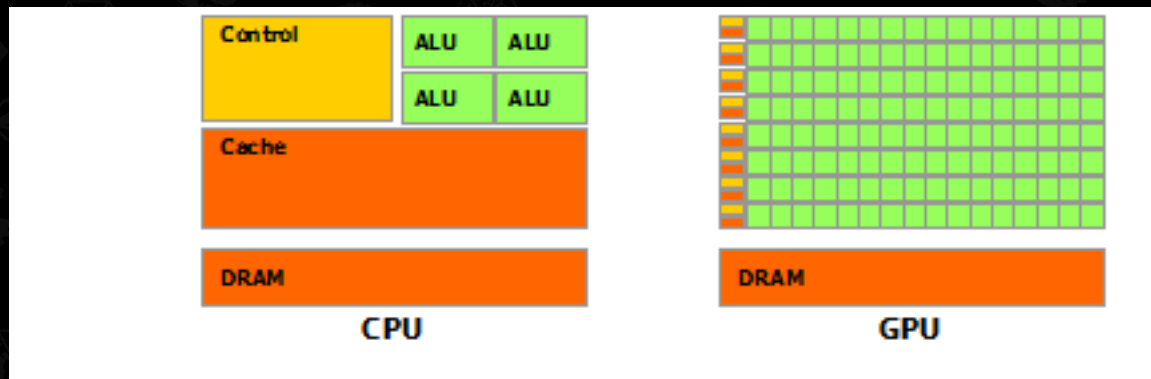 Control
ALU ALU
ALU ALU
Cache
DRAM
CPU
DRAM
GPU